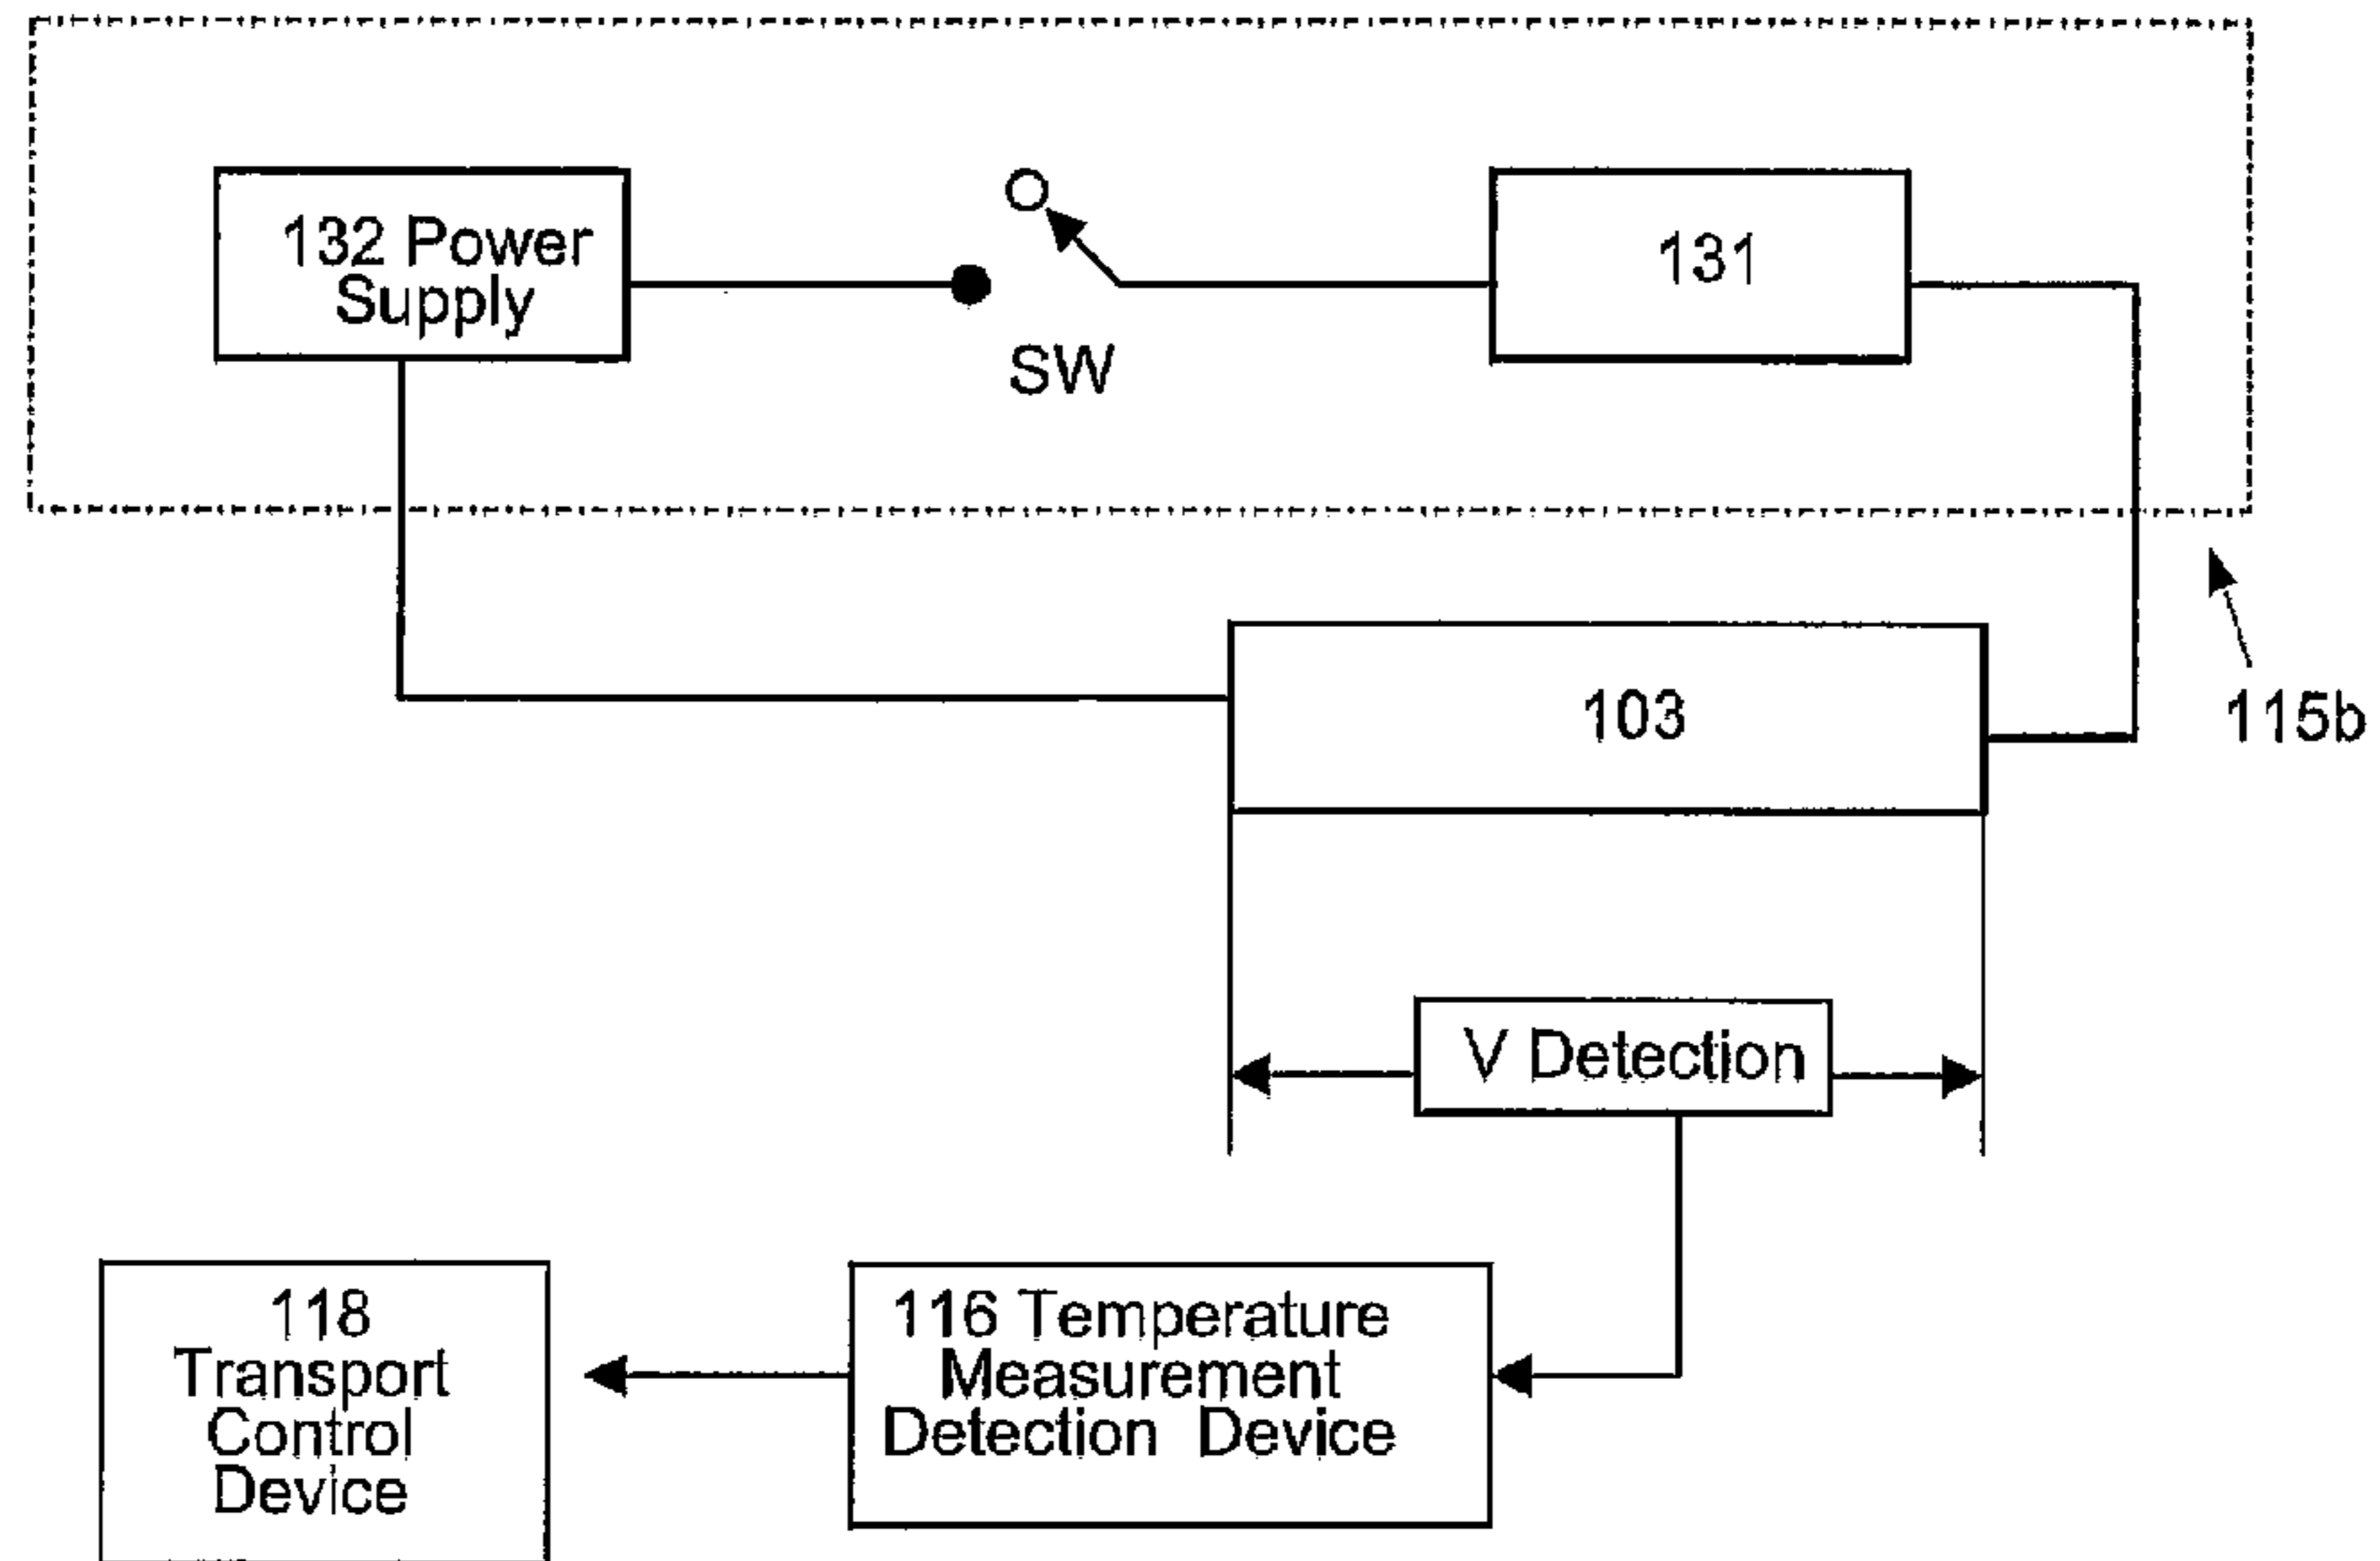 132 Power
Supply
SW
131
103
115b
V Detection
118
Transport
Control
Device
116 Temperature
Measurement
Detection Device